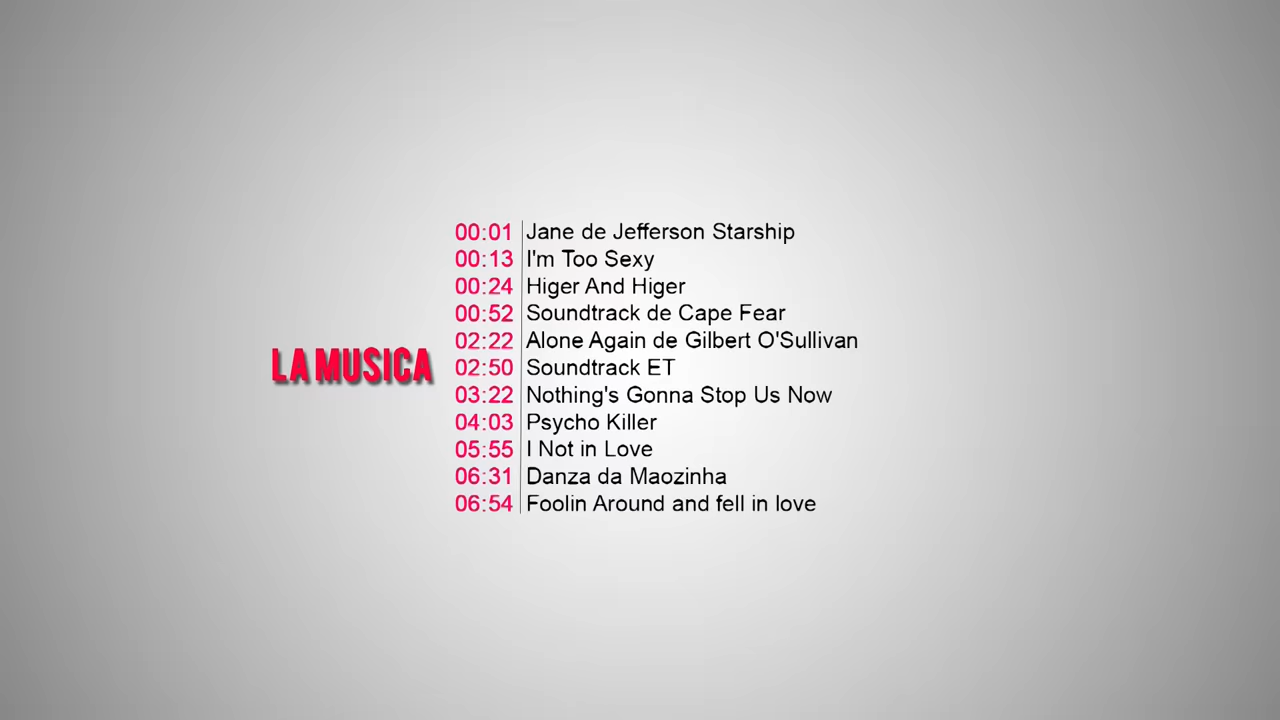 LA MUSICA
00:01 Jane de Jefferson Starship
00:13 I'm Too Sexy
00:24 Higer And Higer
00:52 Soundtrack de Cape Fear
02:22 Alone Again de Gilbert O'Sullivan
02:50 Soundtrack ET
03:22 Nothing's Gonna Stop Us Now
04:03 Psycho Killer
05:55 I Not in Love
06:31 Danza da Maozinha
06:54 Foolin Around and fell in love